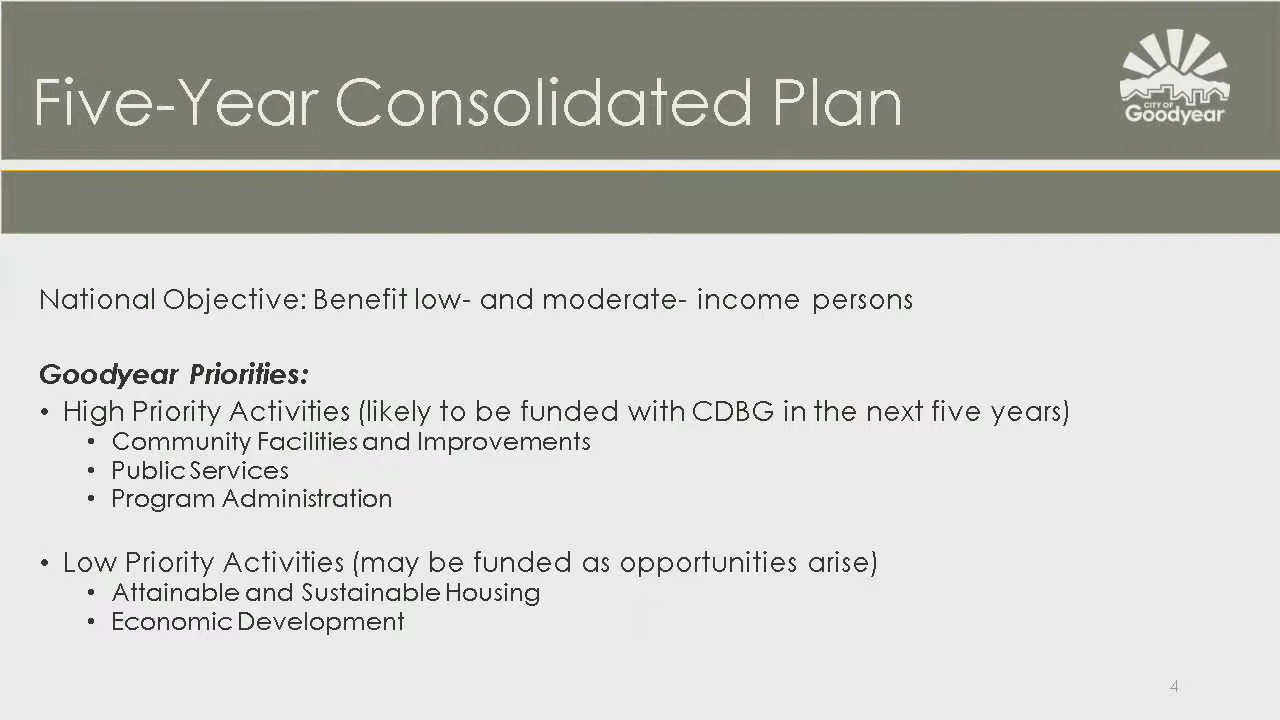 Five-Year Consolidated Plan
CITY OF
Goodyear
National Objective: Benefit low- and moderate- income persons
Goodyear Priorities:
• High Priority Activities (likely to be funded with CDBG in the next five years)
• Community Facilities and Improvements
• Public Services
• Program Administration
• Low Priority Activities (may be funded as opportunities arise)
• Attainable and Sustainable Housing
• Economic Development
4